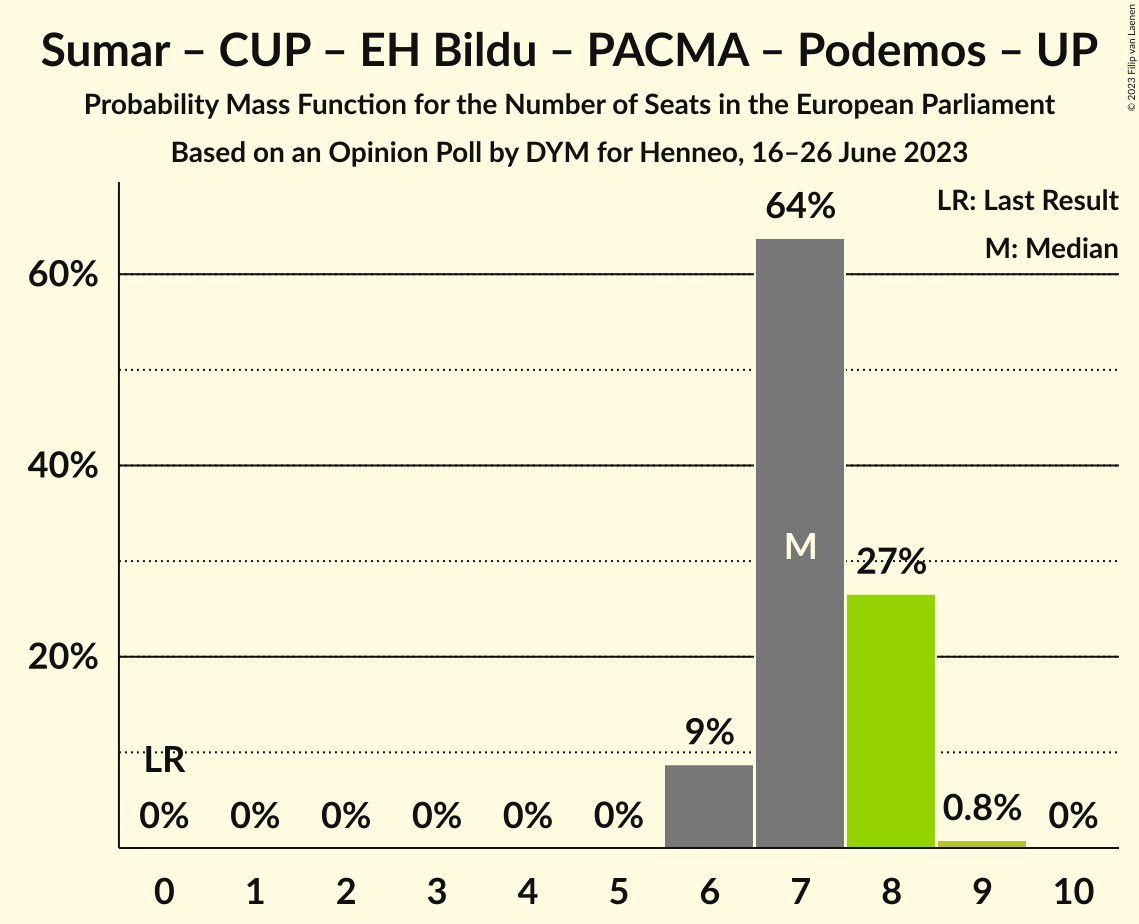 Sumar – CUP – EH Bildu – PACMA – Podemos – UP
Probability Mass Function for the Number of Seats in the European Parliament
Based on an Opinion Poll by DYM for Henneo, 16–26 June 2023
© 2023 Filip van Laenen
LR: Last Result
M: Median
60%
40%
20%
LR
0%
0%
0%
0%
0%
0%
9%
64%
M
27%
0.8%
0%
0 1 2 3 4 5 6 7 8 9 10